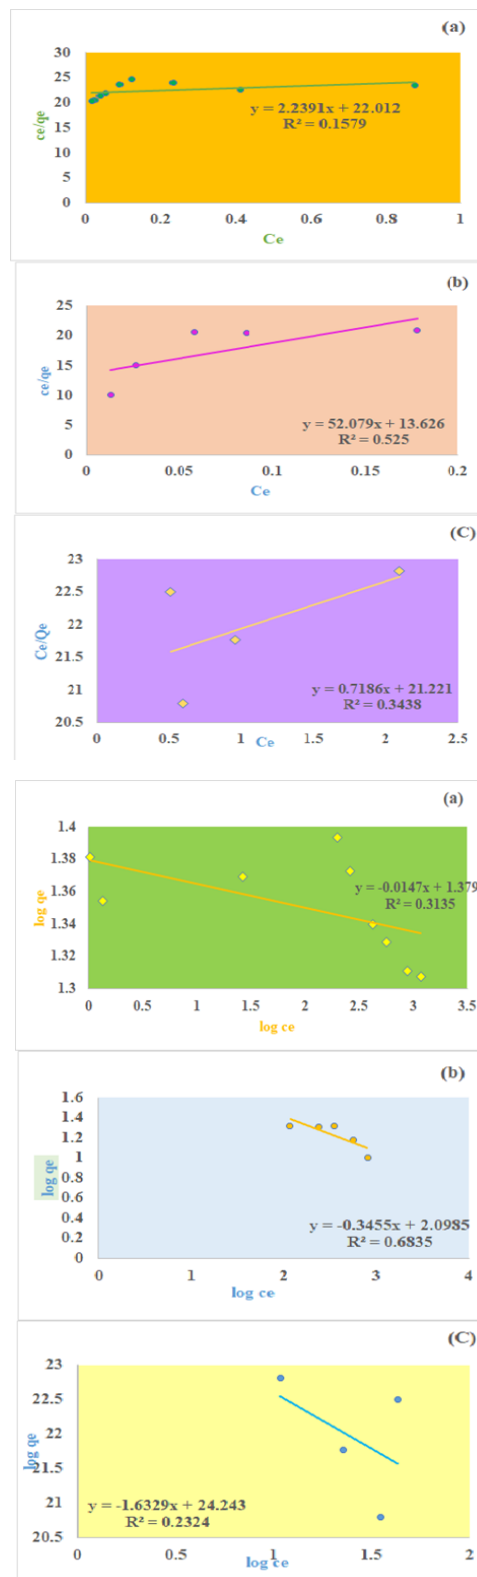 (a)
30
25
20
15
10
5
0
ce/qe
y = 2.2391x + 22.012
R² = 0.1579
0 0.2 0.4 0.6 0.8 1
Ce
(b)
25
20
15
10
5
0
ce/qe
y = 52.079x + 13.626
R² = 0.525
0 0.05 0.1 0.15 0.2
Ce
(C)
23
22.5
22
21.5
21
20.5
Ce/Qe
y = 0.7186x + 21.221
R² = 0.3438
0 0.5 1 1.5 2 2.5
Ce
(a)
1.4
1.38
1.36
1.34
1.32
1.3
log qe
y = -0.0147x + 1.379
R² = 0.3135
0 0.5 1 1.5 2 2.5 3 3.5
log ce
(b)
1.6
1.4
1.2
1
0.8
0.6
0.4
0.2
0
log qe
y = -0.3455x + 2.0985
R² = 0.6835
0 1 2 3 4
log ce
(C)
23
22.5
22
21.5
21
20.5
log qe
y = -1.6329x + 24.243
R² = 0.2324
0 0.5 1 1.5 2
log ce